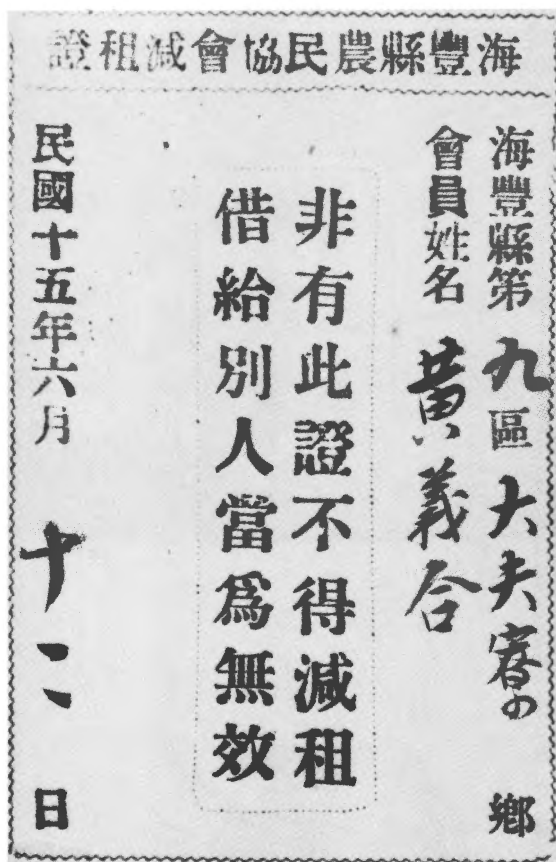 海豐縣農民協會減租證
海豐縣第九區大夫寮鄉
會員姓名 黃義合
非有此證不得減租
借給別人當爲無效
民國十五年六月十二日